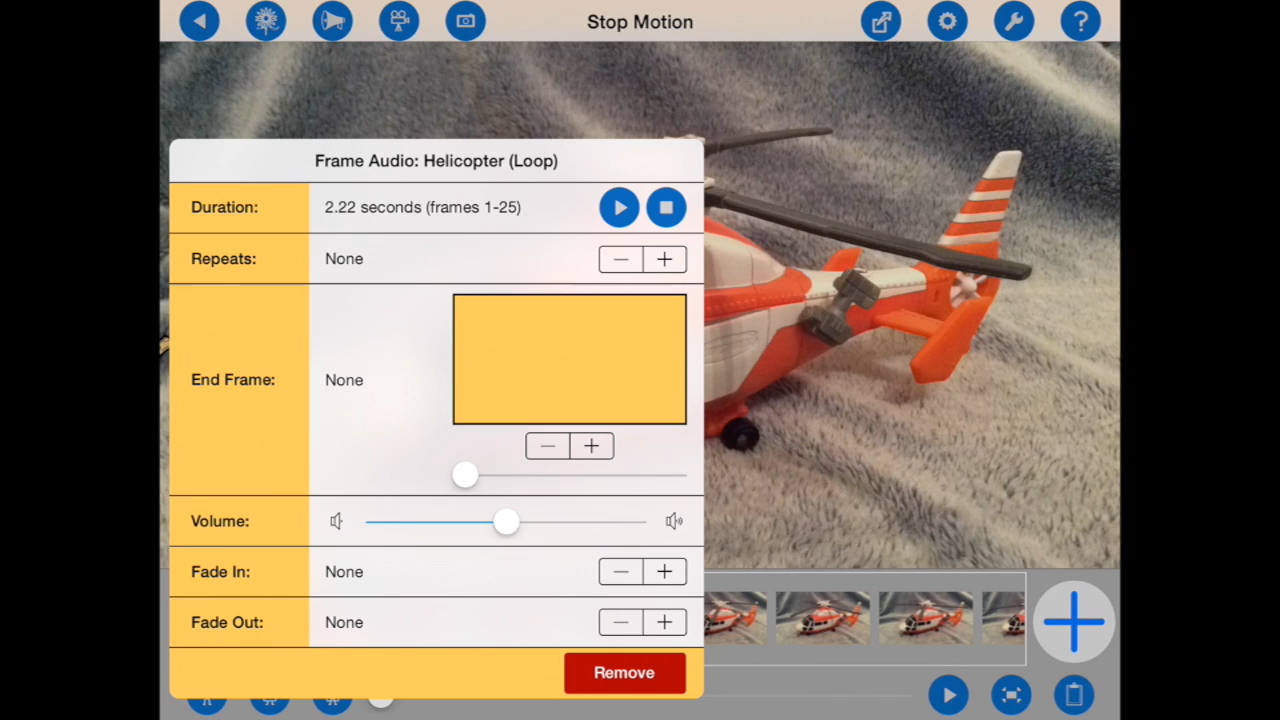 Stop Motion
?
Frame Audio: Helicopter (Loop)
Duration: 2.22 seconds (frames 1-25)
Repeats: None
End Frame: None
Volume:
Fade In: None
Fade Out: None
Remove